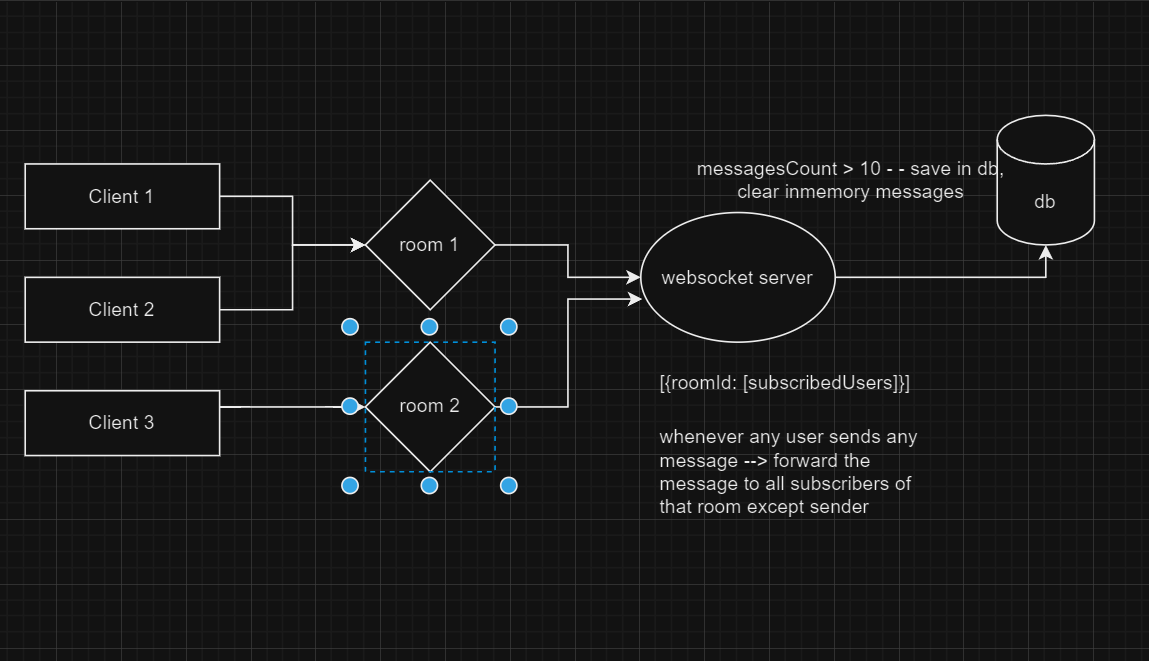 Client 1
Client 2
Client 3
room 1
room 2
messagesCount > 10 - - save in db,
clear inmemory messages
websocket server
db
[{roomId: [subscribedUsers]}]
whenever any user sends any
message --> forward the
message to all subscribers of
that room except sender